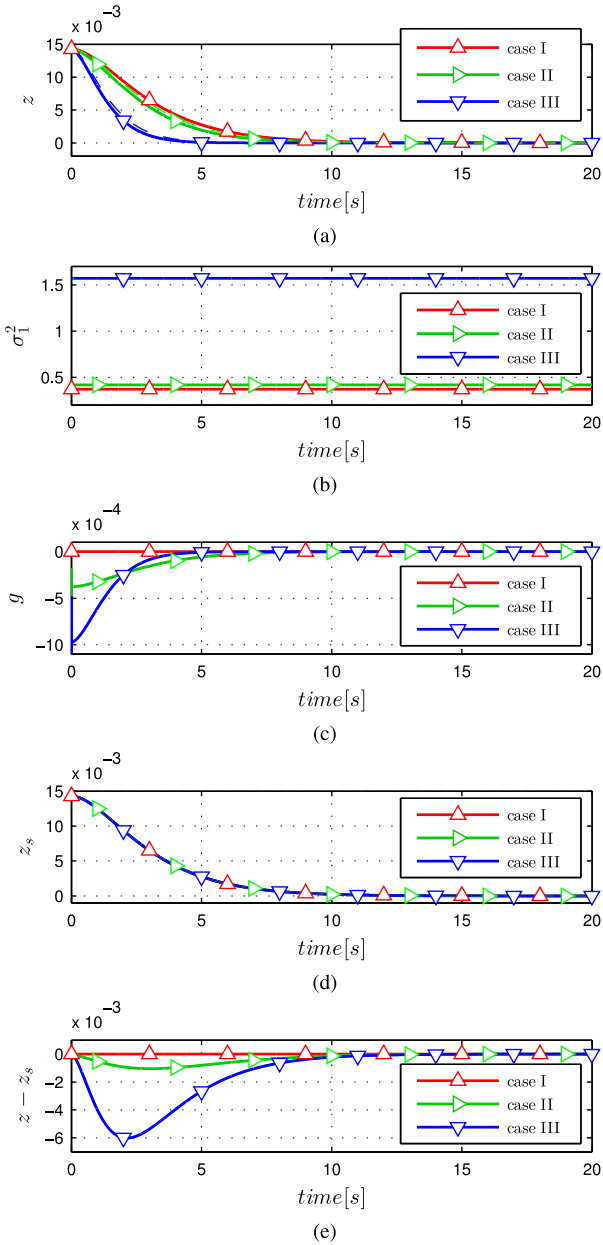 x 10⁻³
15
10
5
0
z
case I
case II
case III
0 5 10 15 20
time[s]
(a)
1.5
1
0.5
σ₁²
case I
case II
case III
0 5 10 15 20
time[s]
(b)
x 10⁻⁴
0
−5
−10
g
case I
case II
case III
0 5 10 15 20
time[s]
(c)
x 10⁻³
15
10
5
0
zₛ
case I
case II
case III
0 5 10 15 20
time[s]
(d)
x 10⁻³
0
−2
−4
−6
z − zₛ
case I
case II
case III
0 5 10 15 20
time[s]
(e)